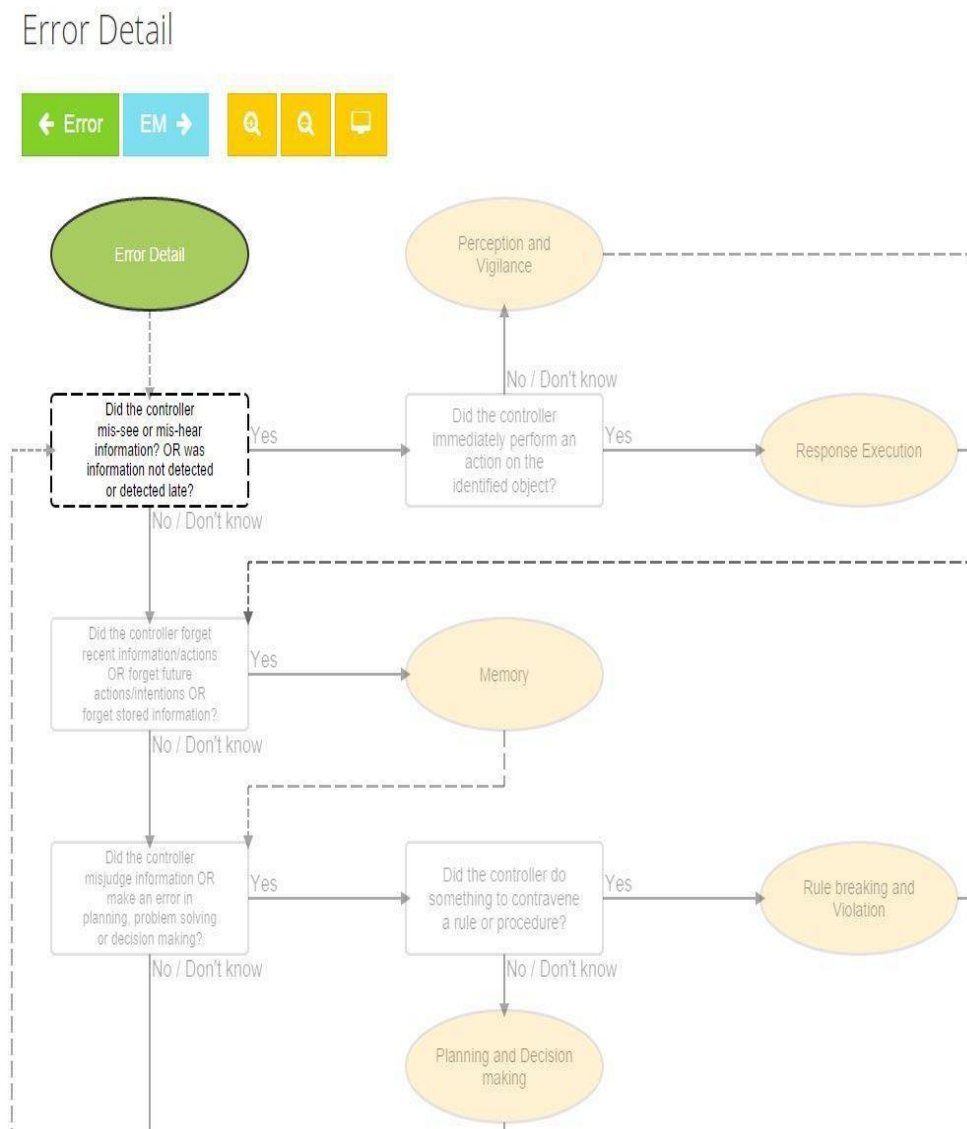 Error Detail
Error
EM
Error Detail
Perception and
Vigilance
No / Don't know
Did the controller
mis-see or mis-hear
information? OR was
information not detected
or detected late?
Yes
Did the controller
immediately perform an
action on the
identified object?
Yes
Response Execution
No / Don't know
Did the controller forget
recent information/actions
OR forget future
actions/intentions OR
forget stored information?
Yes
Memory
No / Don't know
Did the controller
misjudge information OR
make an error in
planning, problem solving
or decision making?
Yes
Did the controller do
something to contravene
a rule or procedure?
Yes
Rule breaking and
Violation
No / Don't know
No / Don't know
Planning and Decision
making